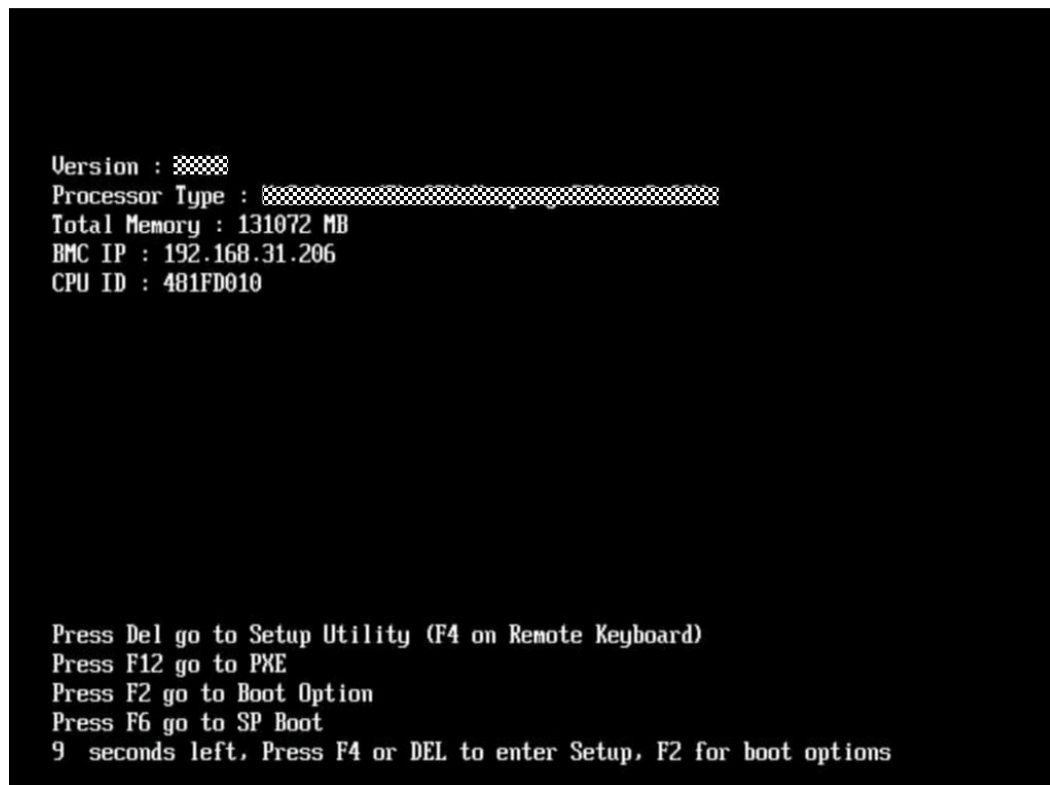 Version :
Processor Type :
Total Memory : 131072 MB
BMC IP : 192.168.31.206
CPU ID : 481FD010
Press Del go to Setup Utility (F4 on Remote Keyboard)
Press F12 go to PXE
Press F2 go to Boot Option
Press F6 go to SP Boot
9 seconds left, Press F4 or DEL to enter Setup, F2 for boot options